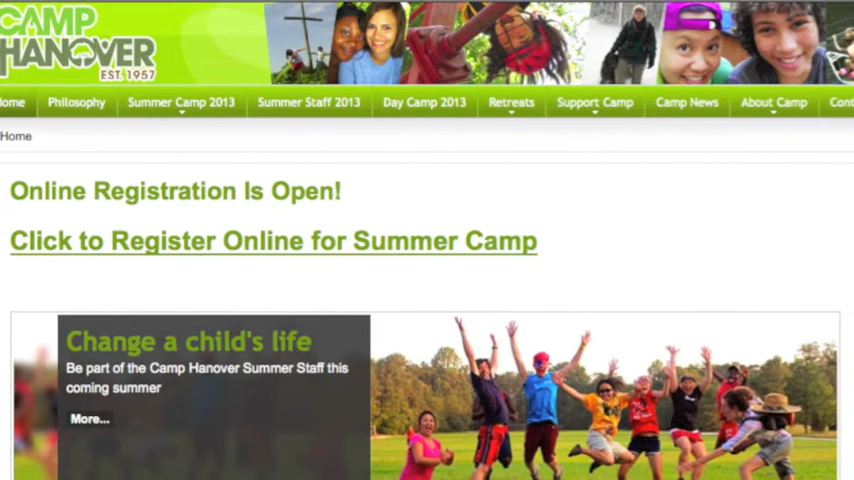 CAMP
HANOVER
EST. 1957
Home Philosophy Summer Camp 2013 Summer Staff 2013 Day Camp 2013 Retreats Support Camp Camp News About Camp Cont
Home
Online Registration Is Open!
Click to Register Online for Summer Camp
Change a child's life
Be part of the Camp Hanover Summer Staff this
coming summer
More...